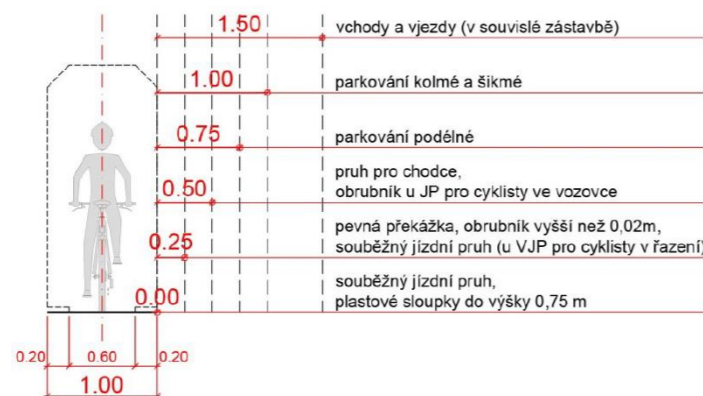 1.50 vchody a vjezdy (v souvislé zástavbě)
1.00 parkování kolmé a šikmé
0.75 parkování podélné
pruh pro chodce,
0.50 obrubník u JP pro cyklisty ve vozovce
pevná překážka, obrubník vyšší než 0,02m,
0.25 souběžný jízdní pruh (u VJP pro cyklisty v řazení)
souběžný jízdní pruh,
0.00 plastové sloupky do výšky 0,75 m
0.20 0.60 0.20
1.00